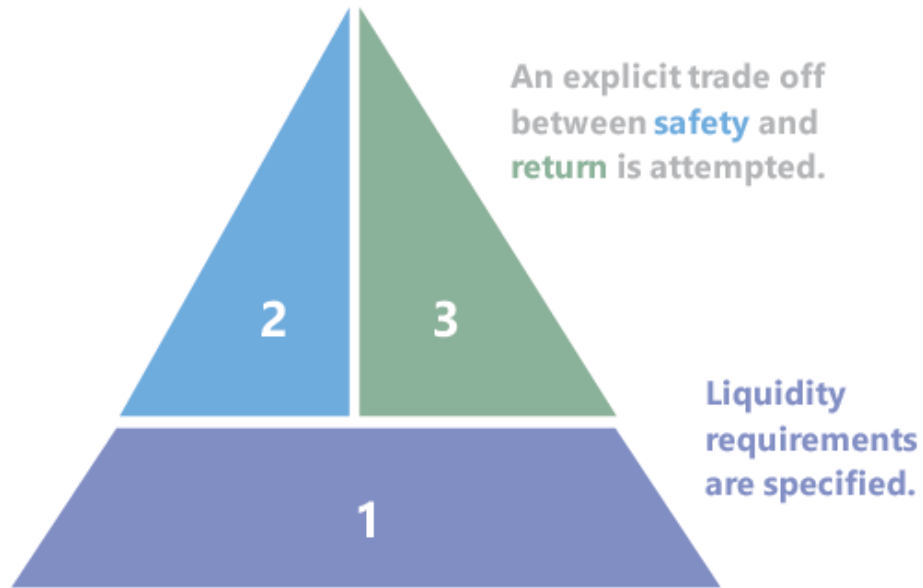 An explicit trade off
between safety and
return is attempted.
2
3
Liquidity
requirements
are specified.
1